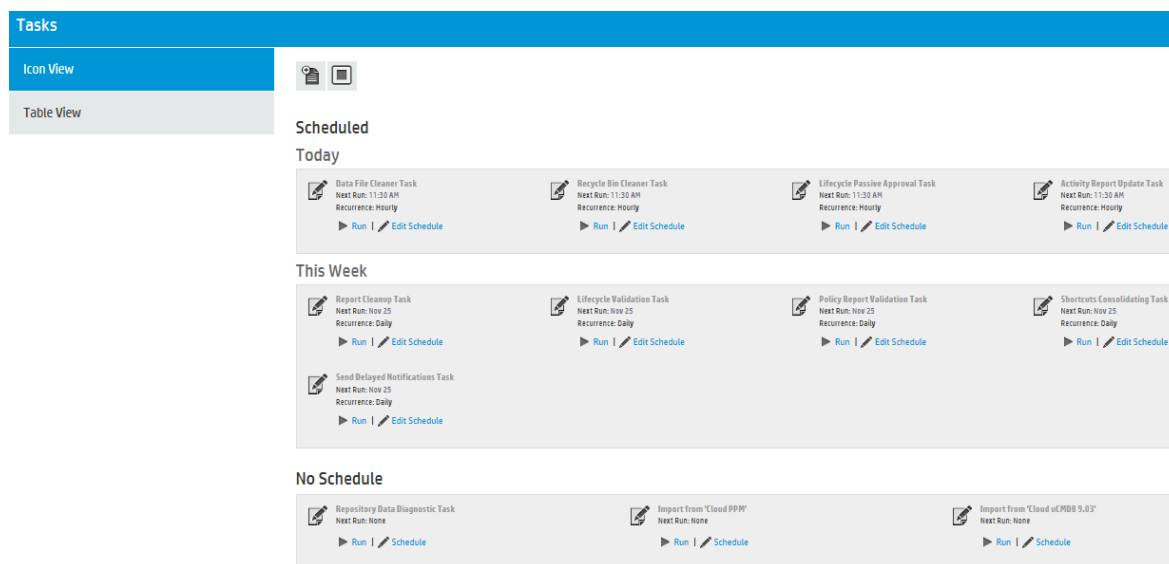 Tasks
Icon View
Table View
Scheduled
Today
Data File Cleaner Task
Next Run: 11:30 AM
Recurrence: Hourly
Run | Edit Schedule
Recycle Bin Cleaner Task
Next Run: 11:30 AM
Recurrence: Hourly
Run | Edit Schedule
Lifecycle Passive Approval Task
Next Run: 11:30 AM
Recurrence: Hourly
Run | Edit Schedule
Activity Report Update Task
Next Run: 11:30 AM
Recurrence: Hourly
Run | Edit Schedule
This Week
Report Cleanup Task
Next Run: Nov 25
Recurrence: Daily
Run | Edit Schedule
Lifecycle Validation Task
Next Run: Nov 25
Recurrence: Daily
Run | Edit Schedule
Policy Report Validation Task
Next Run: Nov 25
Recurrence: Daily
Run | Edit Schedule
Shortcuts Consolidating Task
Next Run: Nov 25
Recurrence: Daily
Run | Edit Schedule
Send Delayed Notifications Task
Next Run: Nov 25
Recurrence: Daily
Run | Edit Schedule
No Schedule
Repository Data Diagnostic Task
Next Run: None
Run | Schedule
Import from 'Cloud PPM'
Next Run: None
Run | Schedule
Import from 'Cloud uCMDB 9.03'
Next Run: None
Run | Schedule